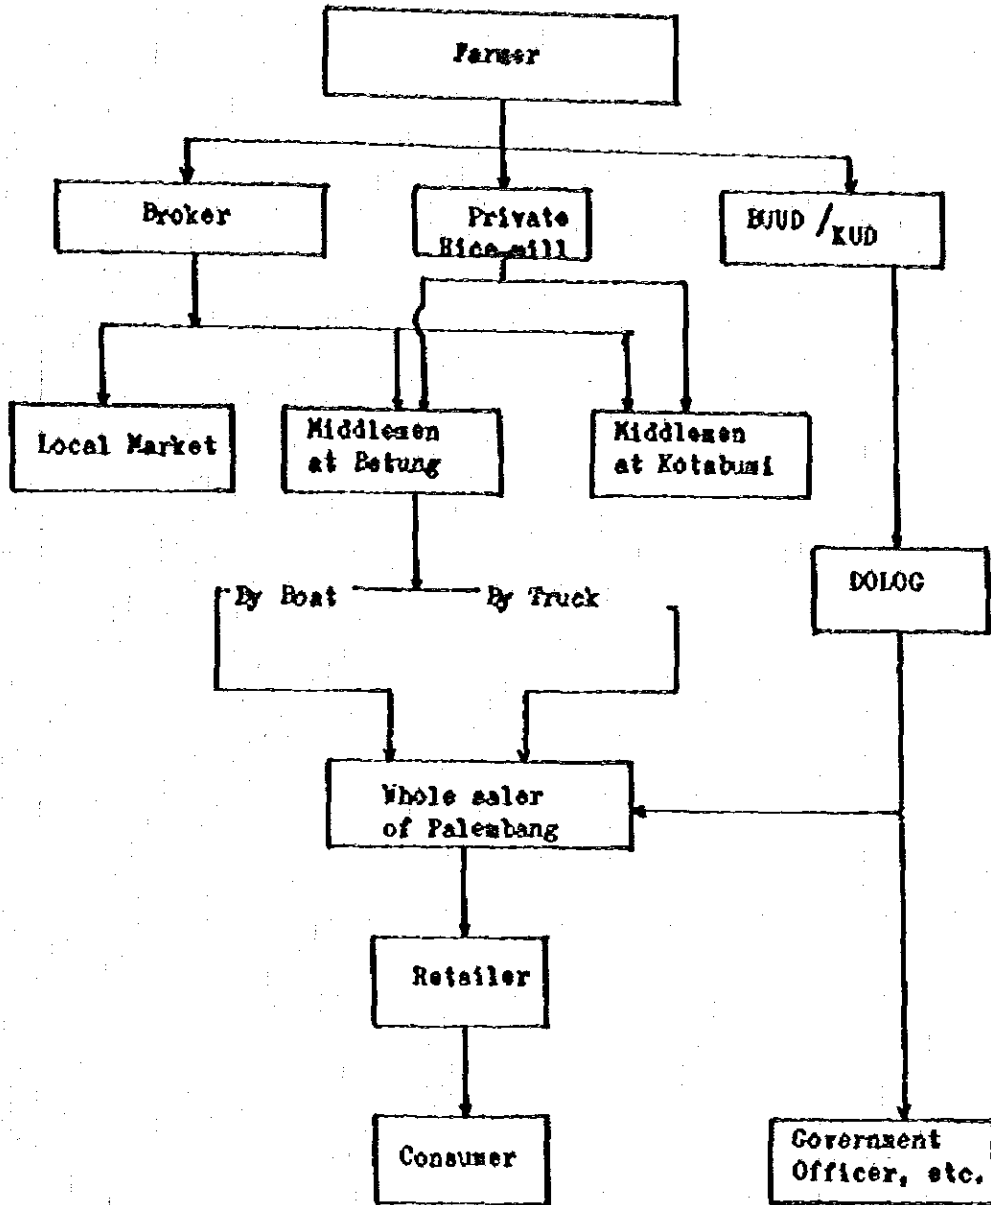 Farmer
Broker
Private
Rice mill
BUUD / KUD
Local Market
Middlemen
at Betung
Middlemen
at Kotabumi
DOLOG
By Boat
By Truck
Whole saler
of Palembang
Retailer
Consumer
Government
Officer, etc.